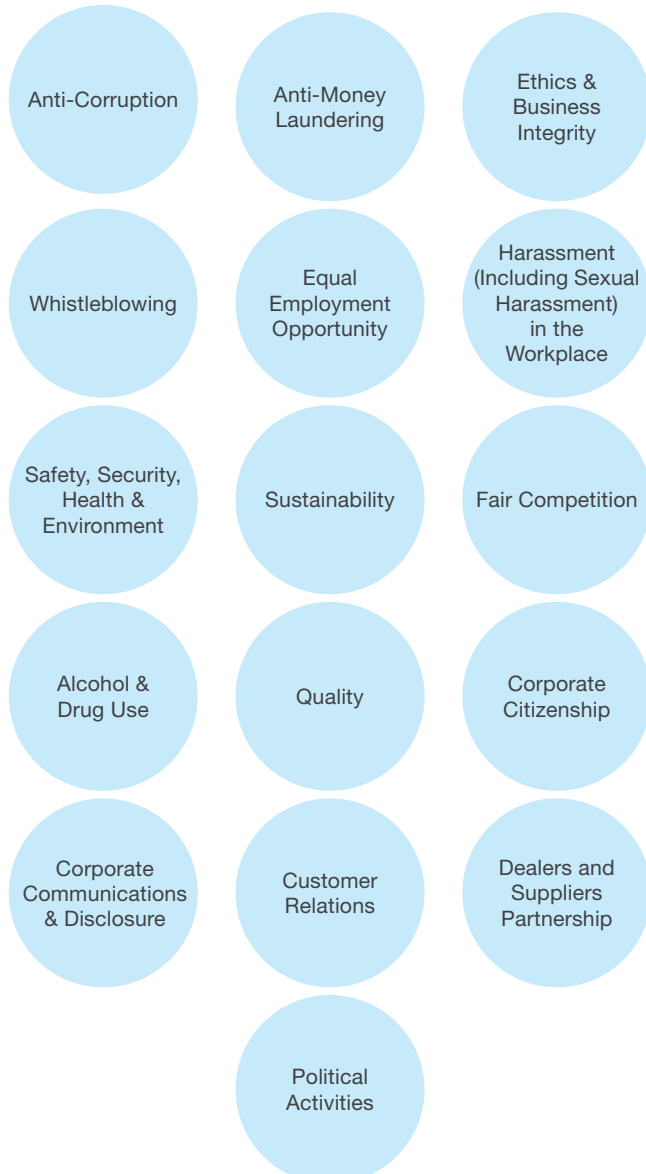 Anti-Corruption
Anti-Money
Laundering
Ethics &
Business
Integrity
Whistleblowing
Equal
Employment
Opportunity
Harassment
(Including Sexual
Harassment)
in the
Workplace
Safety, Security,
Health &
Environment
Sustainability
Fair Competition
Alcohol &
Drug Use
Quality
Corporate
Citizenship
Corporate
Communications
& Disclosure
Customer
Relations
Dealers and
Suppliers
Partnership
Political
Activities